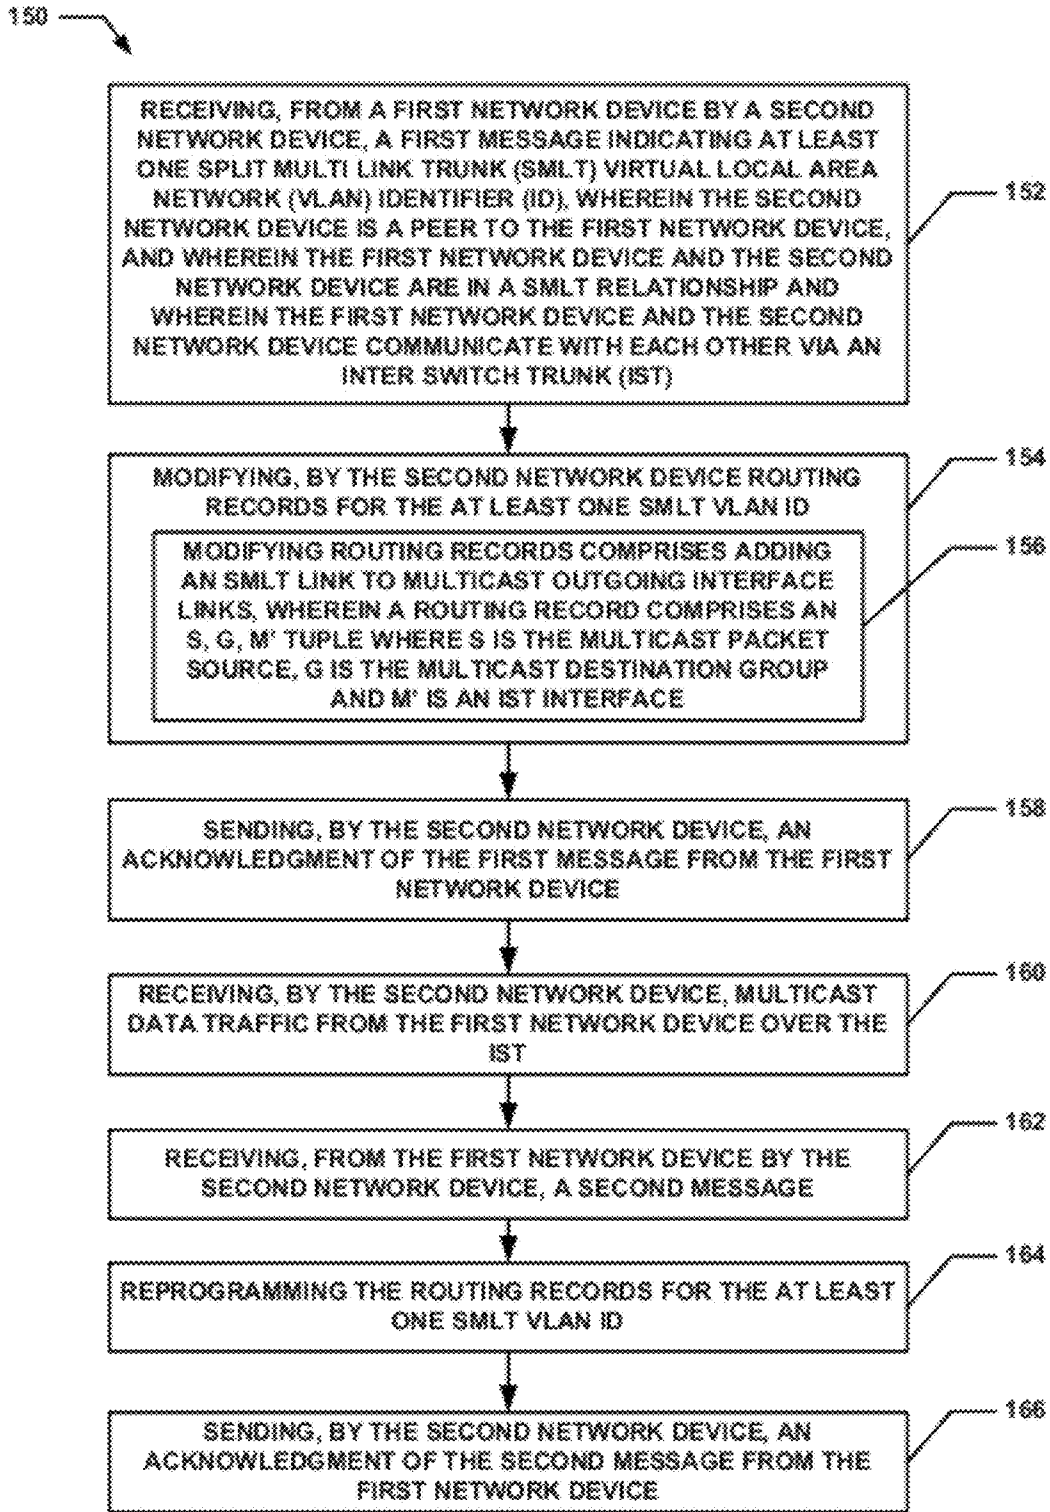 150
RECEIVING, FROM A FIRST NETWORK DEVICE BY A SECOND
NETWORK DEVICE, A FIRST MESSAGE INDICATING AT LEAST
ONE SPLIT MULTI LINK TRUNK (SMLT) VIRTUAL LOCAL AREA
NETWORK (VLAN) IDENTIFIER (ID), WHEREIN THE SECOND
NETWORK DEVICE IS A PEER TO THE FIRST NETWORK DEVICE,
AND WHEREIN THE FIRST NETWORK DEVICE AND THE SECOND
NETWORK DEVICE ARE IN A SMLT RELATIONSHIP AND
WHEREIN THE FIRST NETWORK DEVICE AND THE SECOND
NETWORK DEVICE COMMUNICATE WITH EACH OTHER VIA AN
INTER SWITCH TRUNK (IST)
152
MODIFYING, BY THE SECOND NETWORK DEVICE ROUTING
RECORDS FOR THE AT LEAST ONE SMLT VLAN ID
154
MODIFYING ROUTING RECORDS COMPRISES ADDING
AN SMLT LINK TO MULTICAST OUTGOING INTERFACE
LINKS, WHEREIN A ROUTING RECORD COMPRISES AN
S, G, M' TUPLE WHERE S IS THE MULTICAST PACKET
SOURCE, G IS THE MULTICAST DESTINATION GROUP
AND M' IS AN IST INTERFACE
156
SENDING, BY THE SECOND NETWORK DEVICE, AN
ACKNOWLEDGMENT OF THE FIRST MESSAGE FROM THE FIRST
NETWORK DEVICE
158
RECEIVING, BY THE SECOND NETWORK DEVICE, MULTICAST
DATA TRAFFIC FROM THE FIRST NETWORK DEVICE OVER THE
IST
160
RECEIVING, FROM THE FIRST NETWORK DEVICE BY THE
SECOND NETWORK DEVICE, A SECOND MESSAGE
162
REPROGRAMMING THE ROUTING RECORDS FOR THE AT LEAST
ONE SMLT VLAN ID
164
SENDING, BY THE SECOND NETWORK DEVICE, AN
ACKNOWLEDGMENT OF THE SECOND MESSAGE FROM THE
FIRST NETWORK DEVICE
166